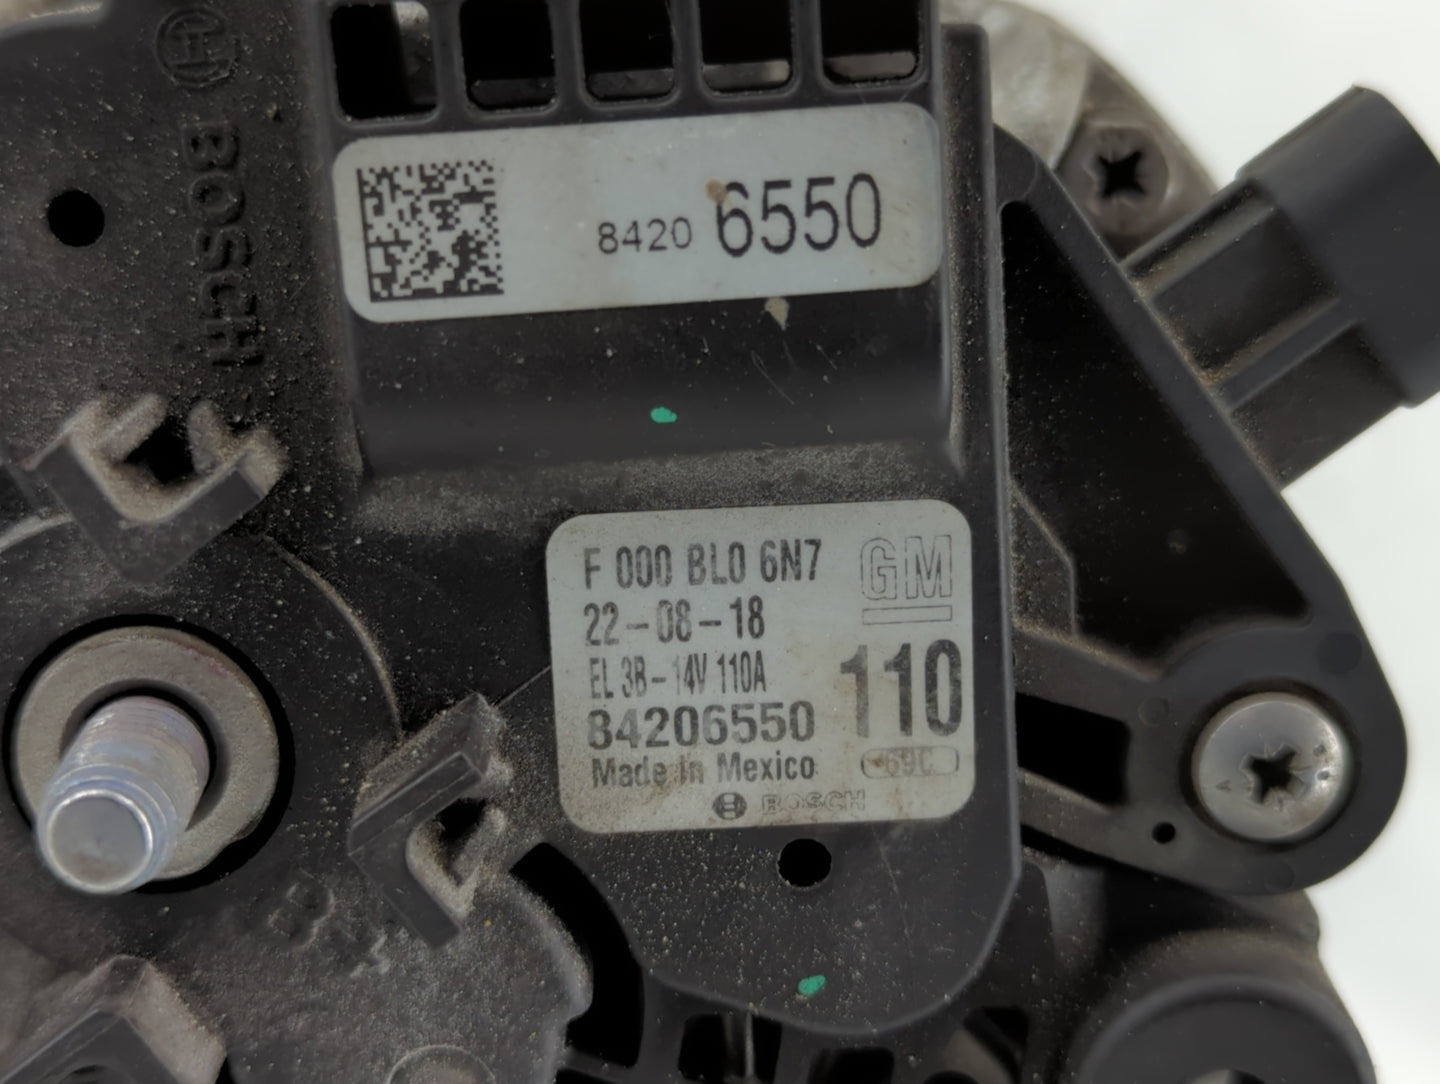 BOSCH
8420 6550
F 000 BL0 6N7
GM
22-08-18
EL 3B-14V 110A
110
84206550
Made in Mexico
69C
BOSCH